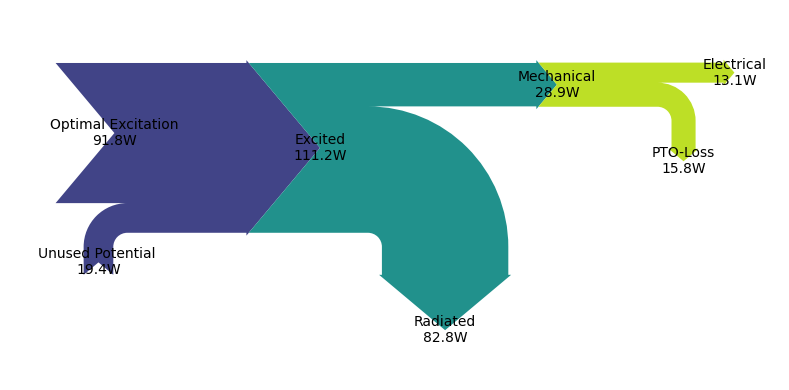 Optimal Excitation
91.8W
Unused Potential
19.4W
Excited
111.2W
Radiated
82.8W
Mechanical
28.9W
PTO-Loss
15.8W
Electrical
13.1W